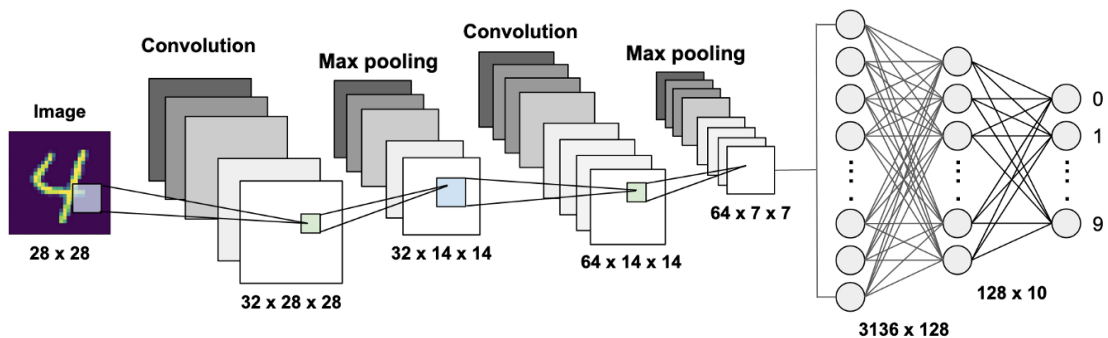 Image
28 x 28
Convolution
32 x 28 x 28
Max pooling
32 x 14 x 14
Convolution
64 x 14 x 14
Max pooling
64 x 7 x 7
3136 x 128
128 x 10
0
1
9